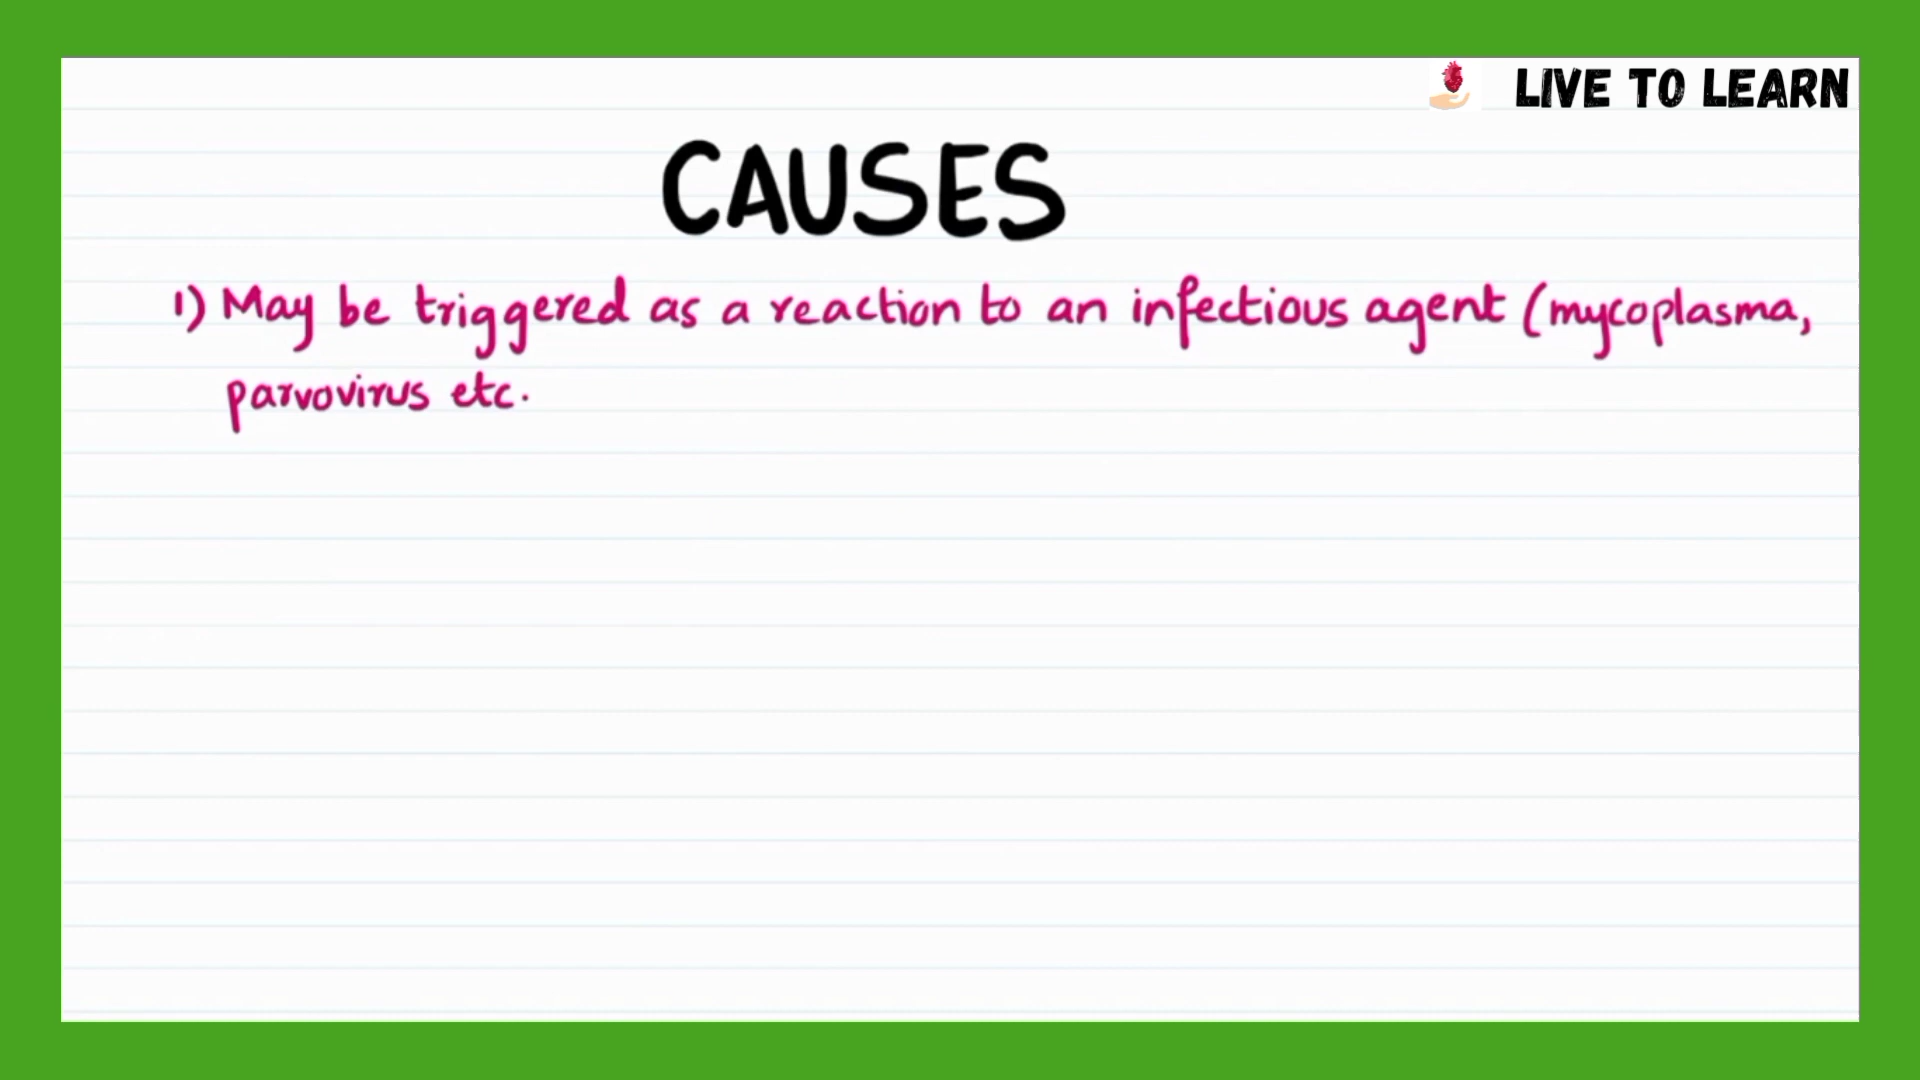 LIVE TO LEARN
CAUSES
1) May be triggered as a reaction to an infectious agent (mycoplasma,
parvovirus etc.